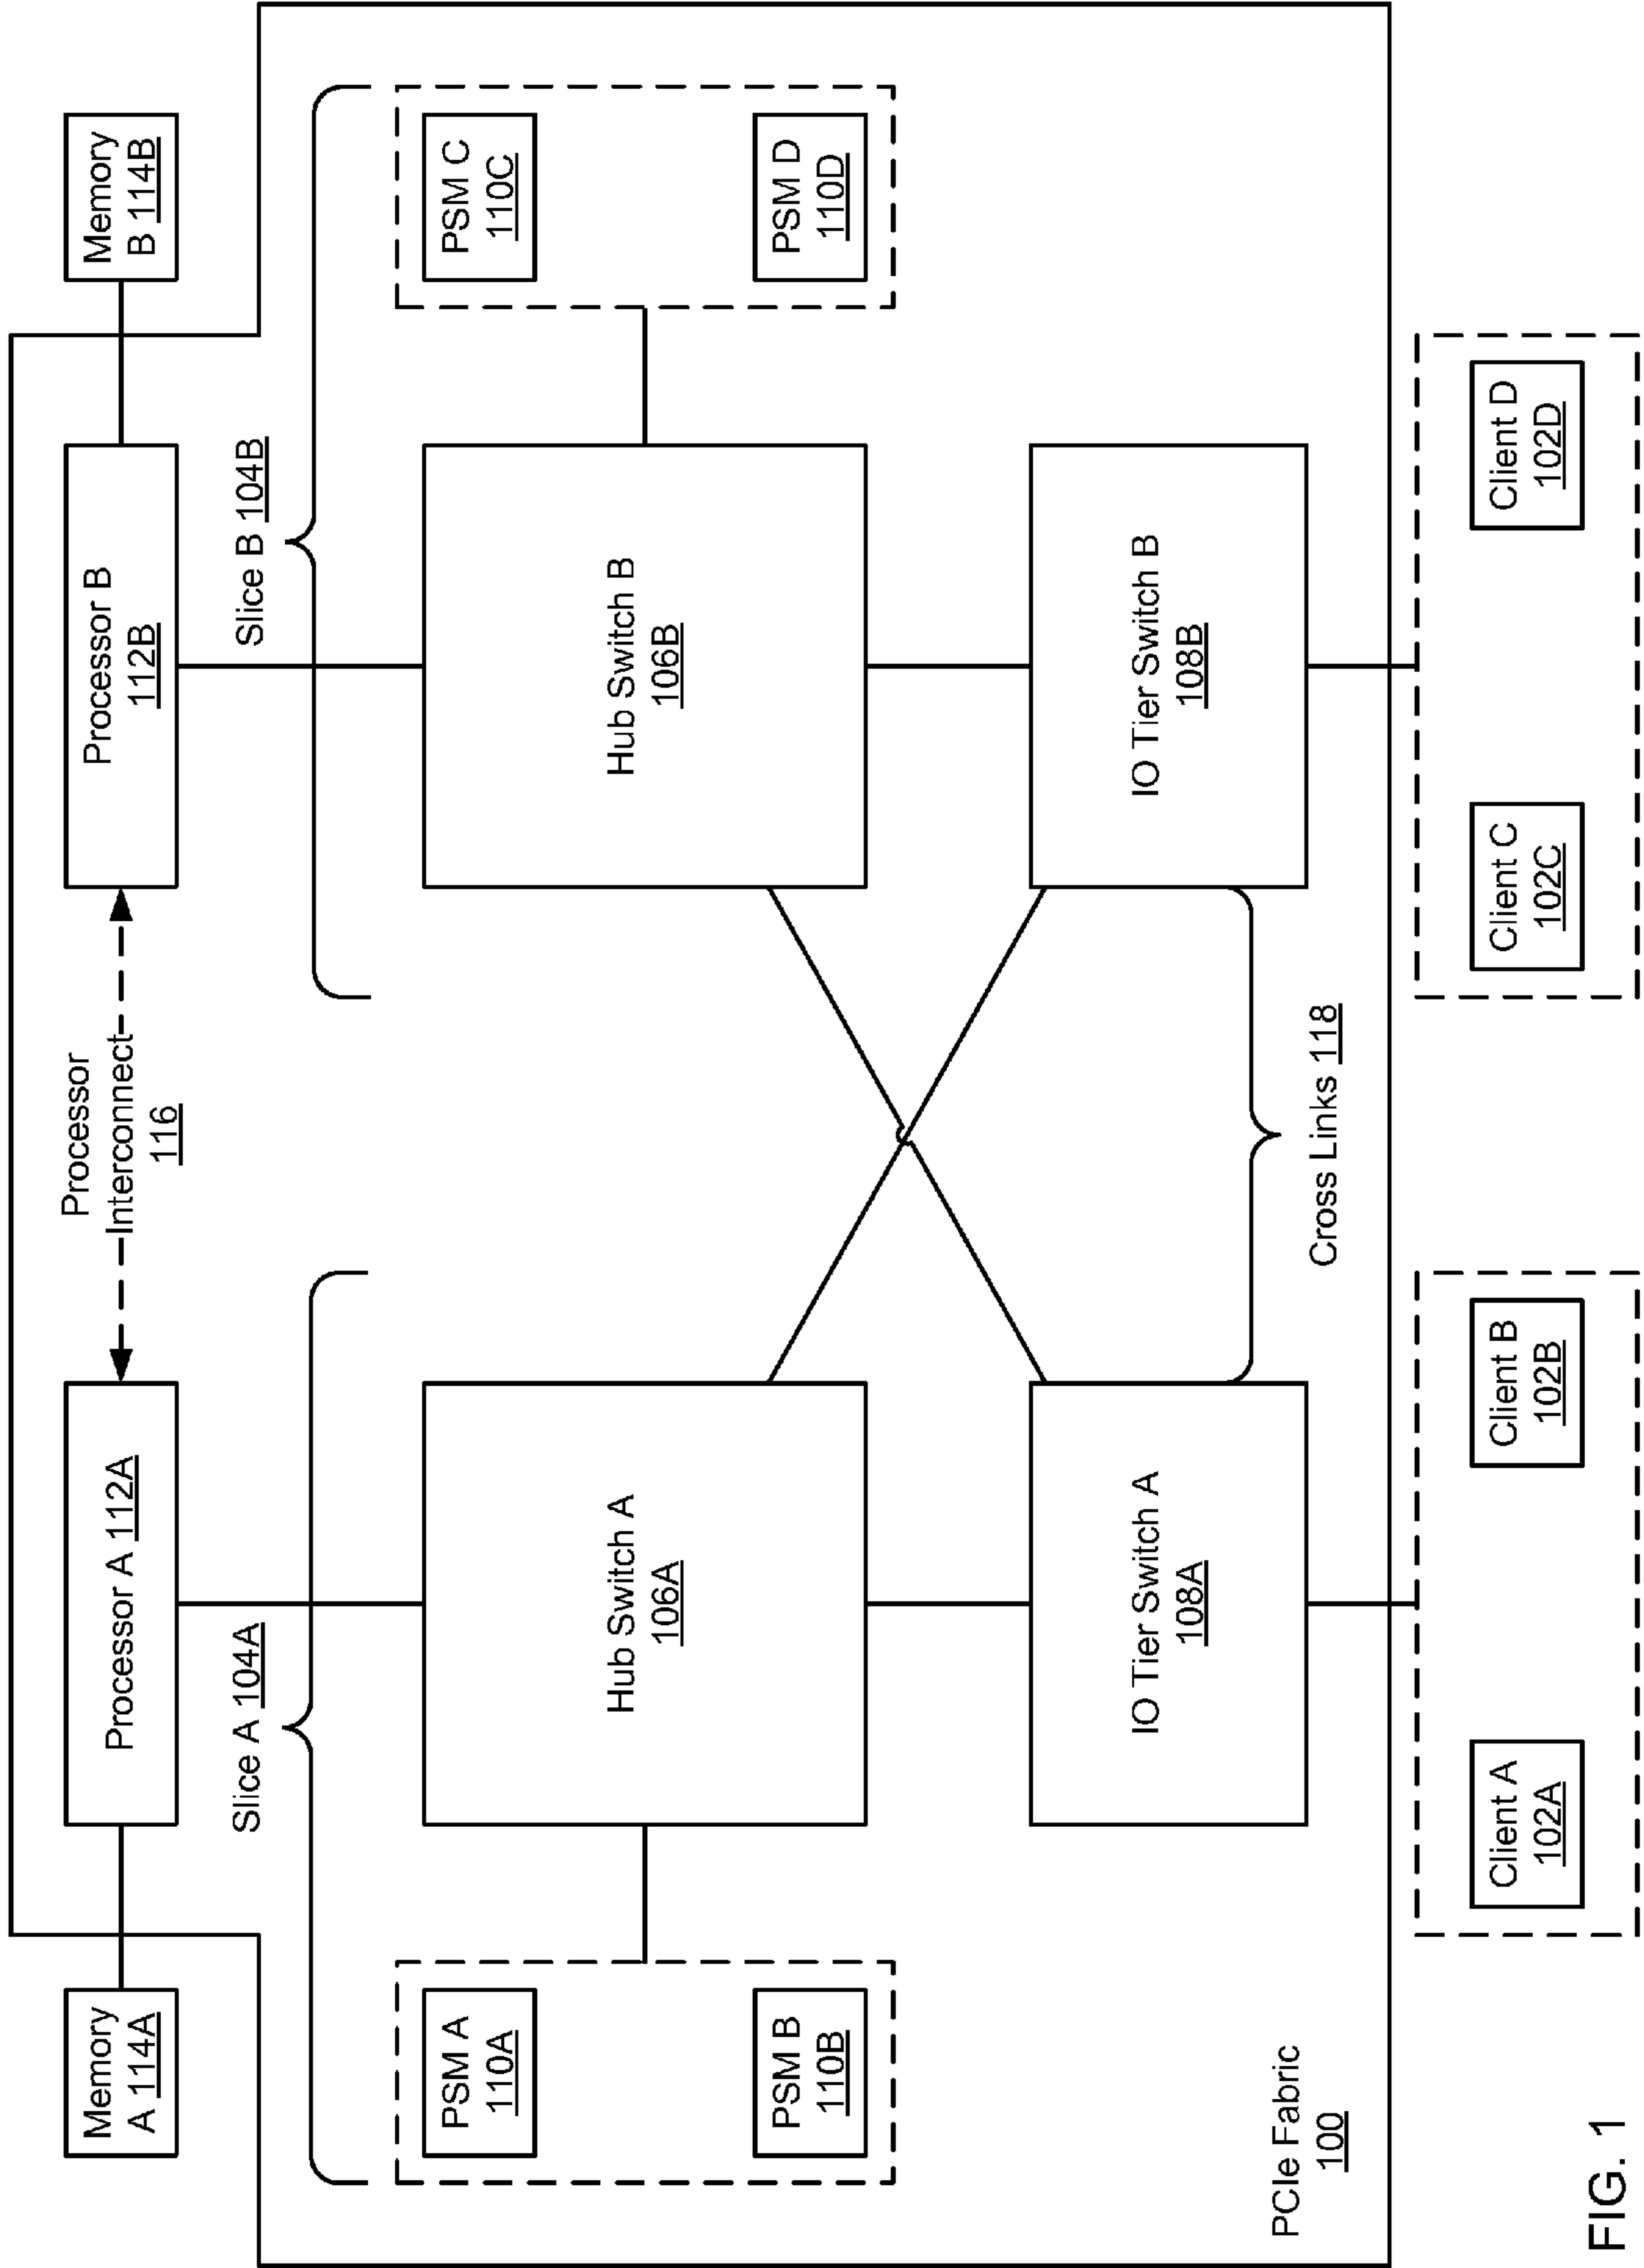 Memory
A 114A
Processor A 112A
Processor
Interconnect
116
Processor B
112B
Memory
B 114B
Slice A 104A
Slice B 104B
PSM A
110A
PSM B
110B
Hub Switch A
106A
Hub Switch B
106B
PSM C
110C
PSM D
110D
IO Tier Switch A
108A
IO Tier Switch B
108B
Cross Links 118
PCIe Fabric
100
Client A
102A
Client B
102B
Client C
102C
Client D
102D
FIG. 1